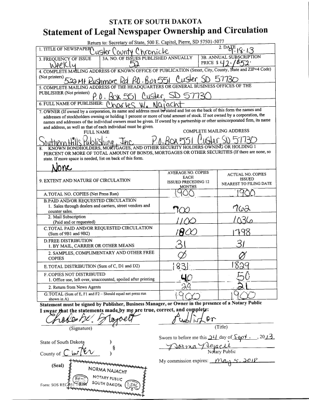 STATE OF SOUTH DAKOTA
Statement of Legal Newspaper Ownership and Circulation
Return to: Secretary of State, 500 E. Capitol, Pierre, SD 57501-5077
1. TITLE OF NEWSPAPER Custer County Chronicle
2. DATE 9-18-13
3. FREQUENCY OF ISSUE Weekly
3A. NO. OF ISSUES PUBLISHED ANNUALLY 52
3B. ANNUAL SUBSCRIPTION PRICE
4. COMPLETE MAILING ADDRESS OF KNOWN OFFICE OF PUBLICATION (Street, City, County, State and ZIP+4 Code)
(Not printers) Rushmore Rd PO Box 551 Custer SD 57730
5. COMPLETE MAILING ADDRESS OF THE HEADQUARTERS OR GENERAL BUSINESS OFFICES OF THE
PUBLISHER (Not printer) P.O. Box 551 Custer, SD 57730
6. FULL NAME OF PUBLISHER: Charles W. Najacht
7. OWNER (If owned by a corporation, its name and address must be stated and list on the back of this form the names and
addresses of stockholders owning or holding 1 percent or more of total amount of stock. If not owned by a corporation, the
names and addresses of the individual owners must be given. If owned by a partnership or other unincorporated firm, its name
and address, as well as that of each individual must be given.
FULL NAME
COMPLETE MAILING ADDRESS
Southern Hills Publishing, Inc. P.O. Box 551 Custer SD 57730
8. KNOWN BONDHOLDERS, MORTGAGES, AND OTHER SECURITY HOLDERS OWNING OR HOLDING 1
PERCENT OR MORE OF TOTAL AMOUNT OF BONDS, MORTGAGES OR OTHER SECURITIES (If there are none, so
state. If more space is needed, list on back of this form.
None
9. EXTENT AND NATURE OF CIRCULATION
AVERAGE NO. COPIES EACH ISSUED PRECEDING 12 MONTHS
ACTUAL NO. COPIES ISSUED NEAREST TO FILING DATE
A. TOTAL NO. COPIES (Net Press Run) 1900 1900
B. PAID AND/OR REQUESTED CIRCULATION
1. Sales through dealers and carriers, street vendors and
counter sales 700 762
2. Mail Subscription
(Paid and or requested) 1100 1036
C. TOTAL PAID AND/OR REQUESTED CIRCULATION
(Sum of 9B1 and 9B2) 1800 1798
D. FREE DISTRIBUTION
1. BY MAIL, CARRIER OR OTHER MEANS 31 31
2. SAMPLES, COMPLIMENTARY AND OTHER FREE
COPIES Ø Ø
E. TOTAL DISTRIBUTION (Sum of C, D1 and D2) 1831 1829
F. COPIES NOT DISTRIBUTED
1. Office use, left over, unaccounted, spoiled after printing 40 50
2. Return from News Agents 29 21
G. TOTAL (Sum of E, F1 and F2 - Should equal net press run
shown in A) 1900 1900
Statement must be signed by Publisher, Business Manager, or Owner in the presence of a Notary Public
I swear that the statements made by me are true, correct, and complete:
Charles W. Najacht Publisher
(Signature) (Title)
State of South Dakota )
County of Custer ) §
Sworn to before me this 24 day of Sept., 2013
Norma Najacht
Notary Public
My commission expires:
(Seal)
NORMA NAJACHT
NOTARY PUBLIC
SOUTH DAKOTA
SEAL